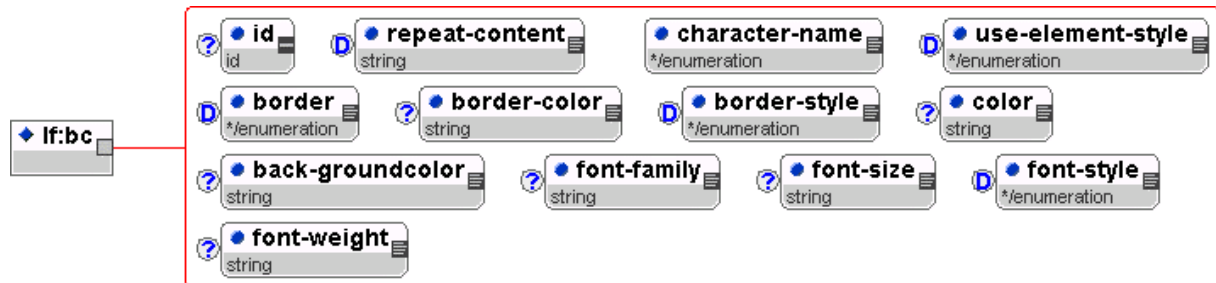 ? id D repeat-content character-name D use-element-style
id string */enumeration */enumeration
D border ? border-color D border-style ? color
*/enumeration string */enumeration string
lf:bc
? back-groundcolor ? font-family ? font-size D font-style
string string string */enumeration
? font-weight
string